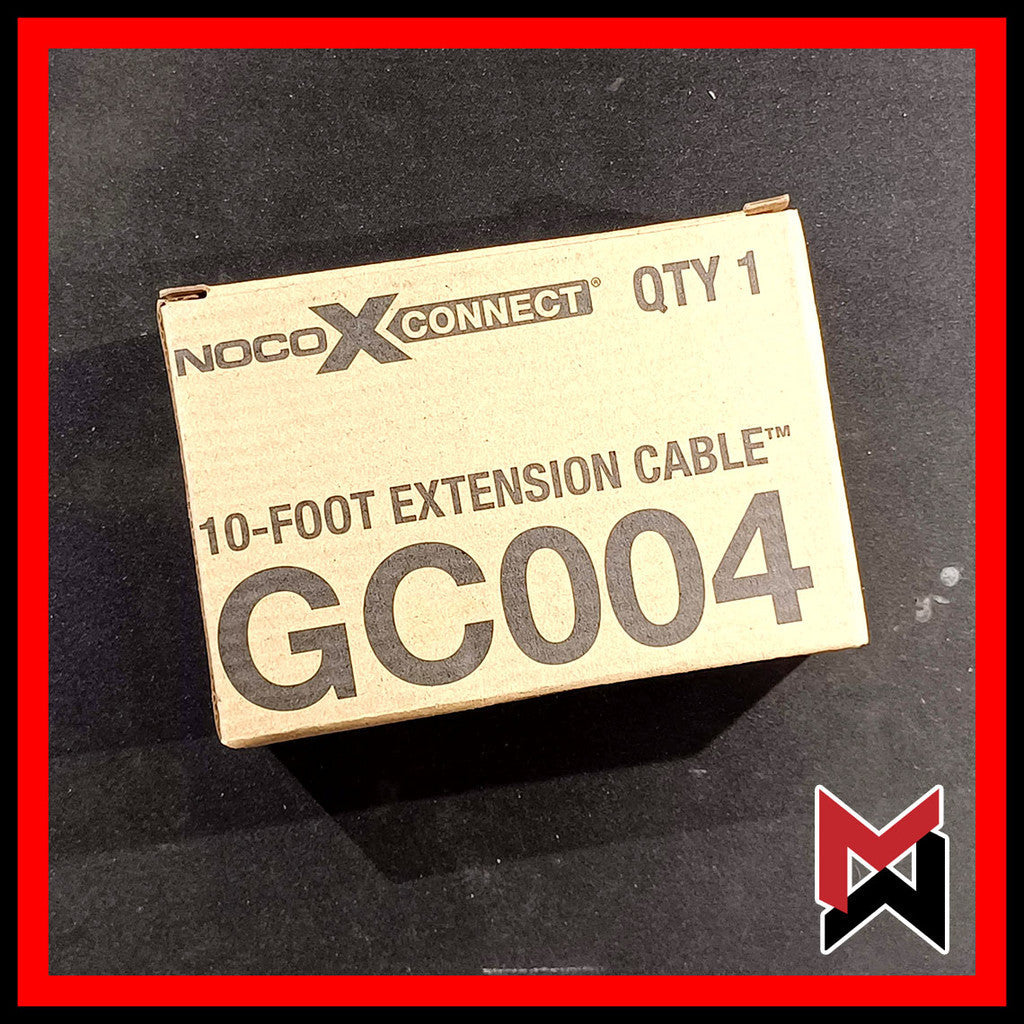 NOCO X CONNECT® QTY 1
10-FOOT EXTENSION CABLE™
GC004